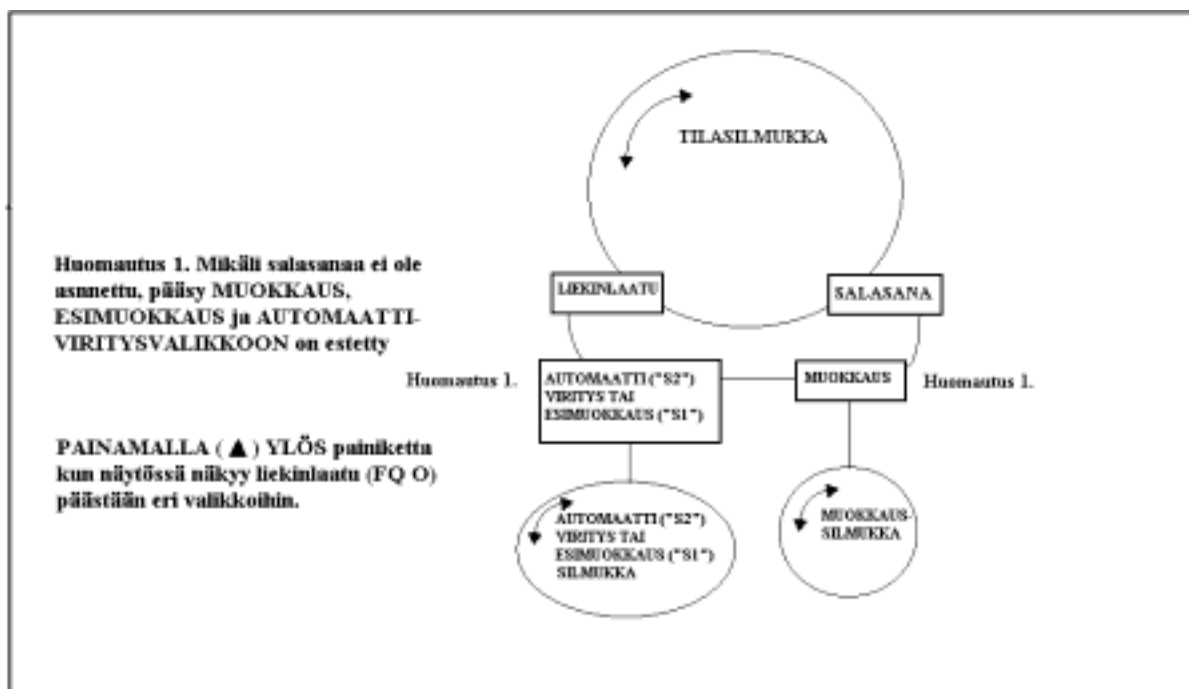 TILASILMUKKA
Huomautus 1. Mikäli salasanaa ei ole
asnnettu, pääsy MUOKKAUS,
ESIMUOKKAUS ja AUTOMAATTI-
VIRITYSVALIKKOON on estetty
LIEKINLAATU
SALASANA
Huomautus 1.
AUTOMAATTI ("S2")
VIRITYS TAI
ESIMUOKKAUS ("S1")
MUOKKAUS
Huomautus 1.
PAINAMALLA ( ▲ ) YLÖS painiketta
kun näytössä näkyy liekinlaatu (FQ O)
päästään eri valikkoihin.
AUTOMAATTI ("S2")
VIRITYS TAI
ESIMUOKKAUS ("S1")
SILMUKKA
MUOKKAUS-
SILMUKKA